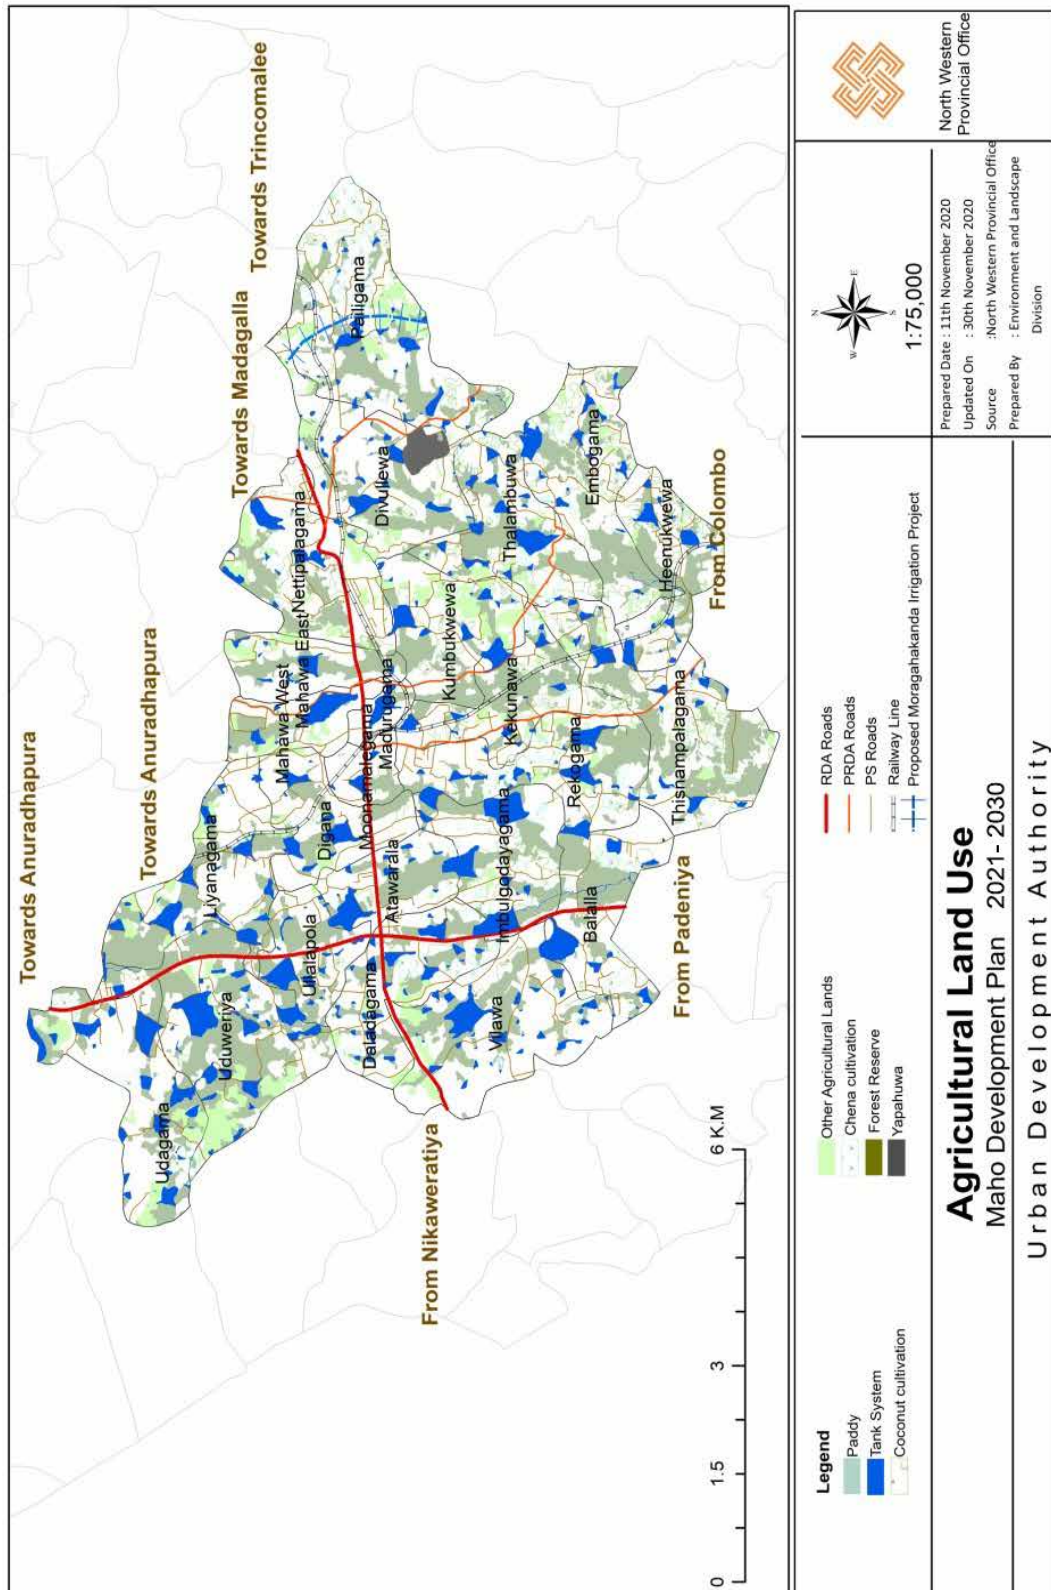 Towards Anuradhapura
Towards Anuradhapura
Towards Madagalla
Towards Trincomalee
From Nikaweratiya
From Padeniya
From Colombo
Udagama
Uduweriya
Ullalapola
Liyanagama
Digana
Mahawa West
Mahawa East
Nettipalagama
Daladagama
Atawarala
Moonamalegama
Madurugama
Divullewa
Palligama
Vilawa
Imbulgodayagama
Kekunawa
Kumbukwewa
Thalambuwa
Balalla
Rekogama
Embogama
Thisnampalagama
Heenukwewa
0 1.5 3 6 K.M
Legend
Paddy
Tank System
Coconut cultivation
Other Agricultural Lands
Chena cultivation
Forest Reserve
Yapahuwa
RDA Roads
PRDA Roads
PS Roads
Railway Line
Proposed Moragahakanda Irrigation Project
N
W
E
S
1:75,000
North Western
Provincial Office
Agricultural Land Use
Maho Development Plan 2021-2030
Urban Development Authority
Prepared Date : 11th November 2020
Updated On : 30th November 2020
Source :North Western Provincial Office
Prepared By : Environment and Landscape
Division